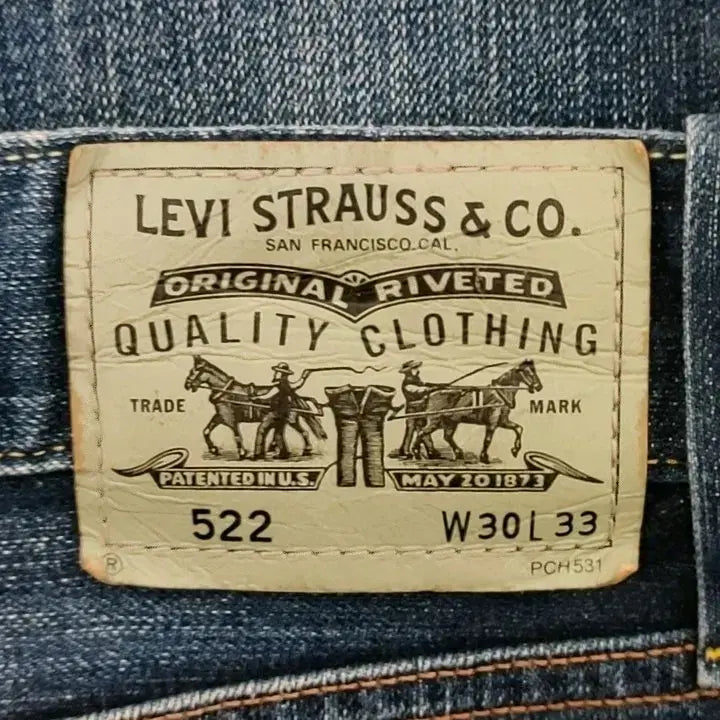 LEVI STRAUSS & CO.
SAN FRANCISCO.CAL.
ORIGINAL RIVETED
QUALITY CLOTHING
TRADE MARK
PATENTED IN U.S. MAY 20 1873
522 W30 L33
® PCH531